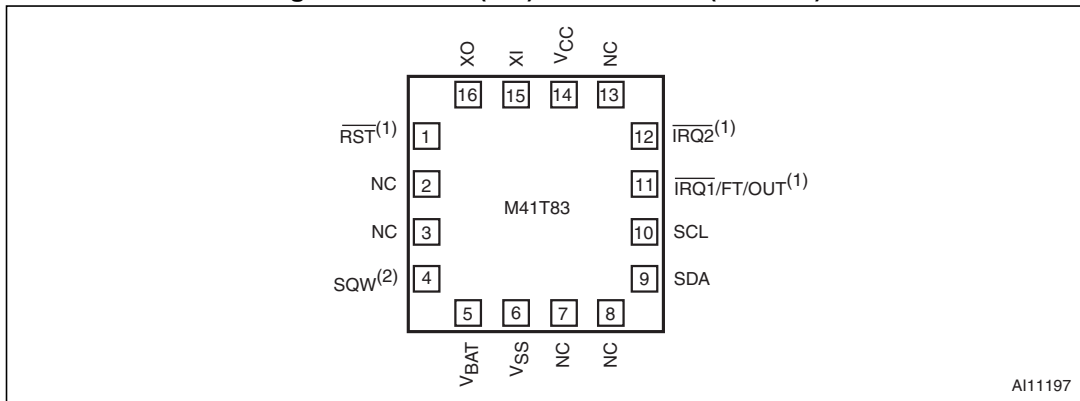 XO XI VCC NC
16 15 14 13
RST(1) 1 12 IRQ2(1)
NC 2 11 IRQ1/FT/OUT(1)
M41T83
NC 3 10 SCL
SQW(2) 4 9 SDA
5 6 7 8
VBAT VSS NC NC
AI11197